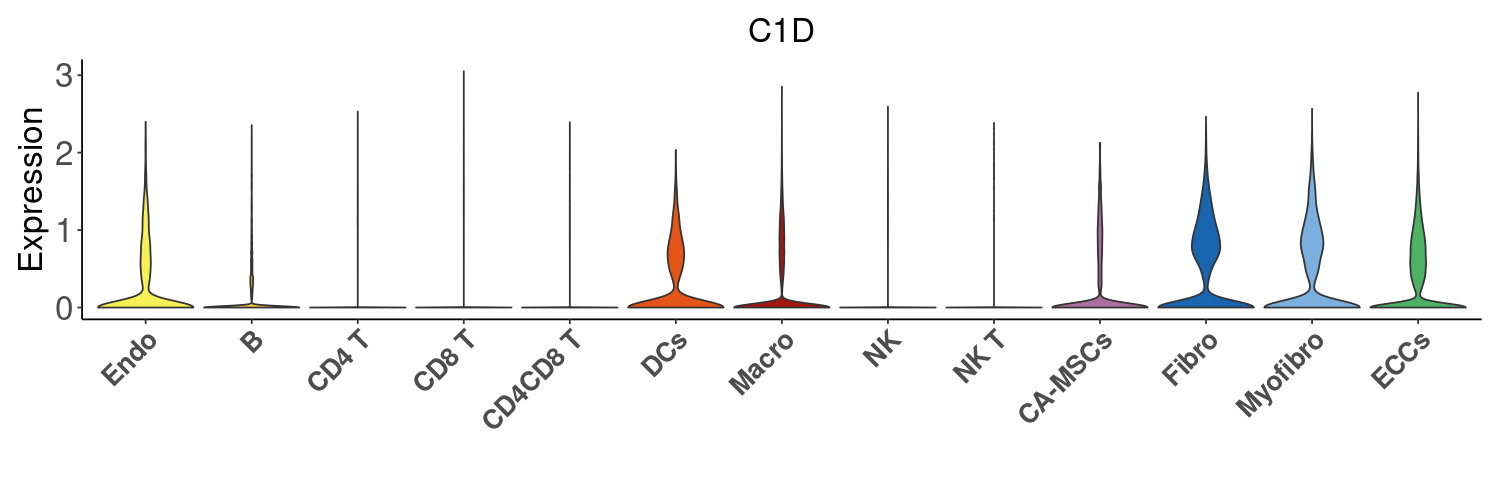 C1D
Expression
3
2
1
0
Endo
B
CD4 T
CD8 T
CD4CD8 T
DCs
Macro
NK
NK T
CA-MSCs
Fibro
Myofibro
ECCs